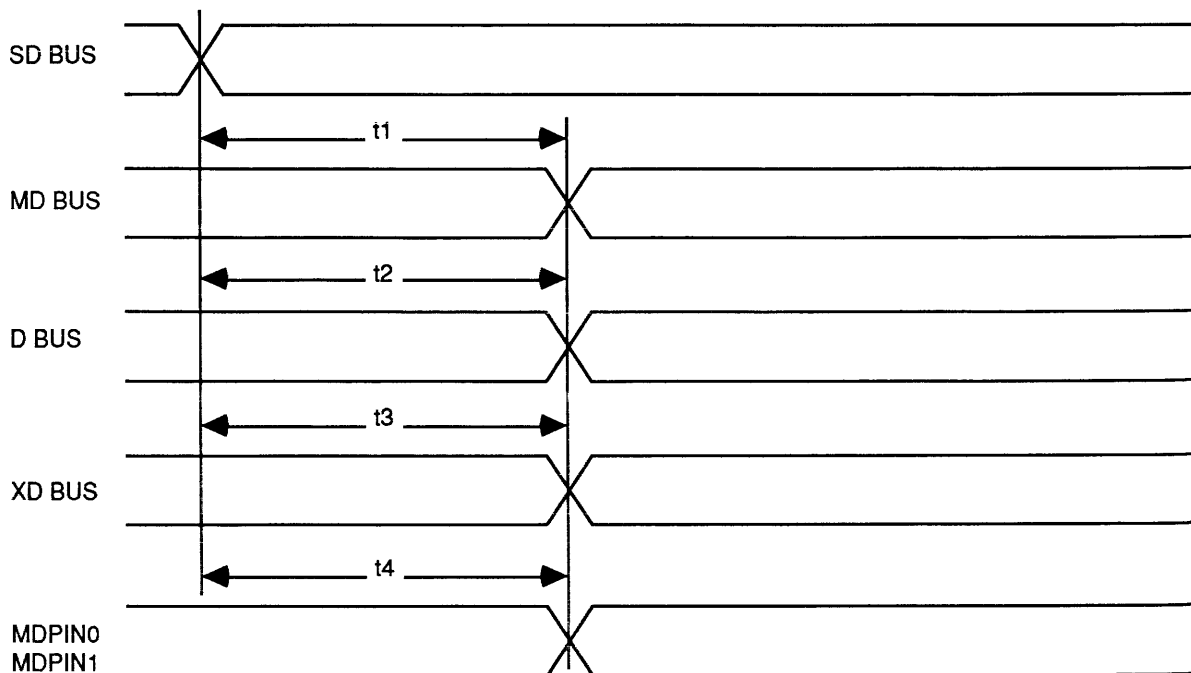 SD BUS
t1
MD BUS
t2
D BUS
t3
XD BUS
t4
MDPIN0
MDPIN1